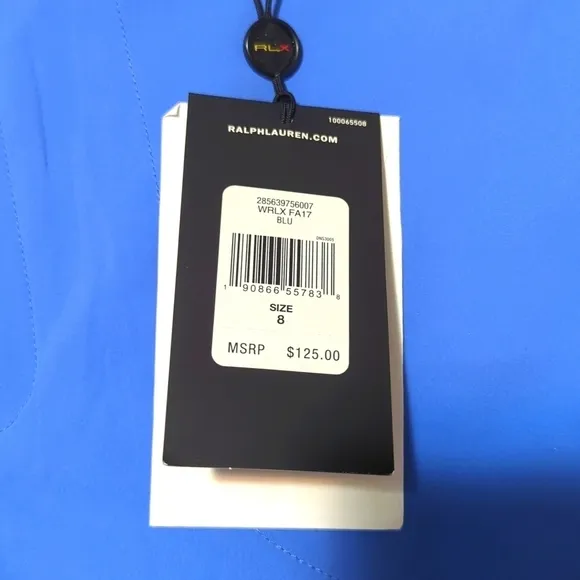 RLX
100065508
RALPHLAUREN.COM
285639756007
WRLX FA17
BLU
1 90866 55783 8
SIZE
8
MSRP $125.00